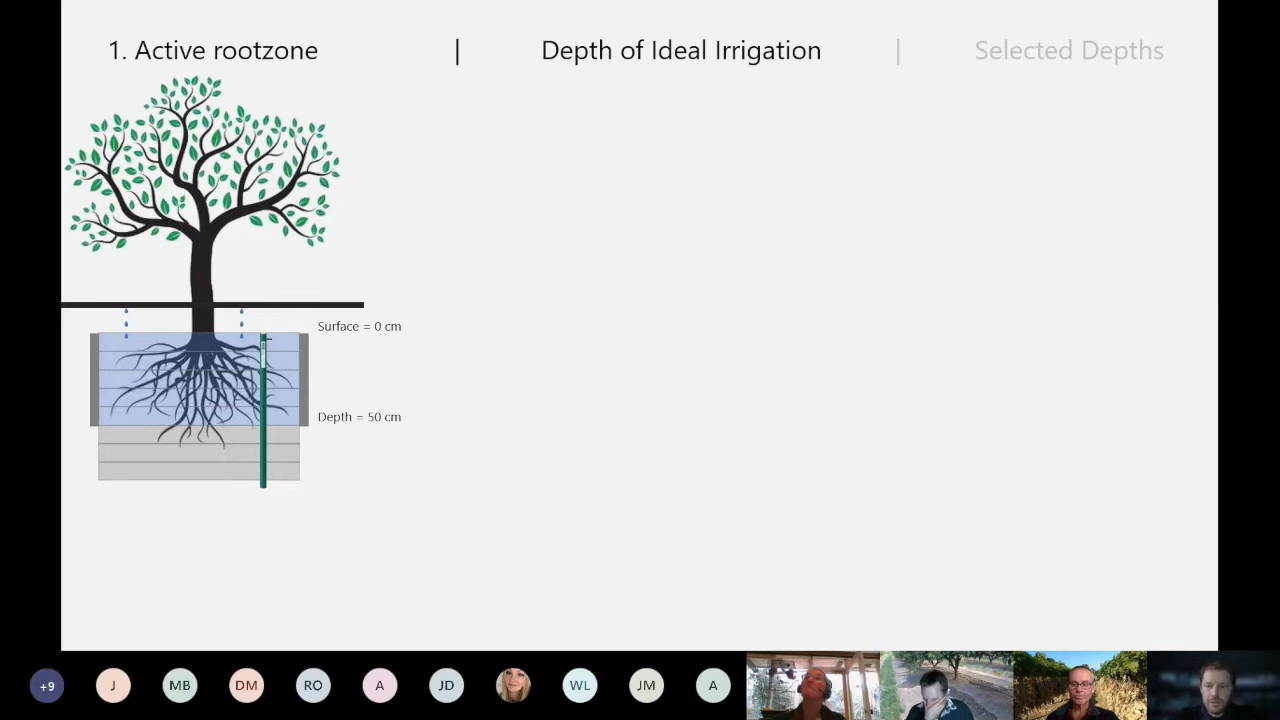 1. Active rootzone | Depth of Ideal Irrigation | Selected Depths
Surface = 0 cm
Depth = 50 cm
+9 J MB DM RO A JD WL JM A